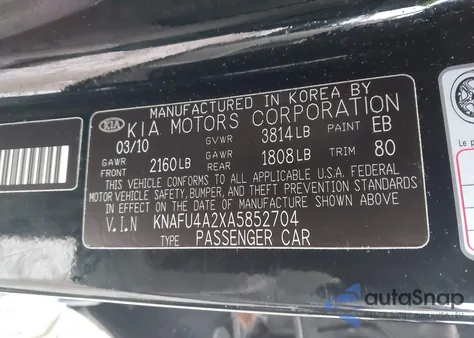 MANUFACTURED IN KOREA BY
KIA KIA MOTORS CORPORATION
03/10 GVWR 3814LB PAINT EB
GAWR FRONT 2160LB GAWR REAR 1808LB TRIM 80
THIS VEHICLE CONFORMS TO ALL APPLICABLE U.S.A. FEDERAL
MOTOR VEHICLE SAFETY, BUMPER, AND THEFT PREVENTION STANDARDS
IN EFFECT ON THE DATE OF MANUFACTURE SHOWN ABOVE
V.I.N KNAFU4A2XA5852704
TYPE PASSENGER CAR
Le p
autaSnap